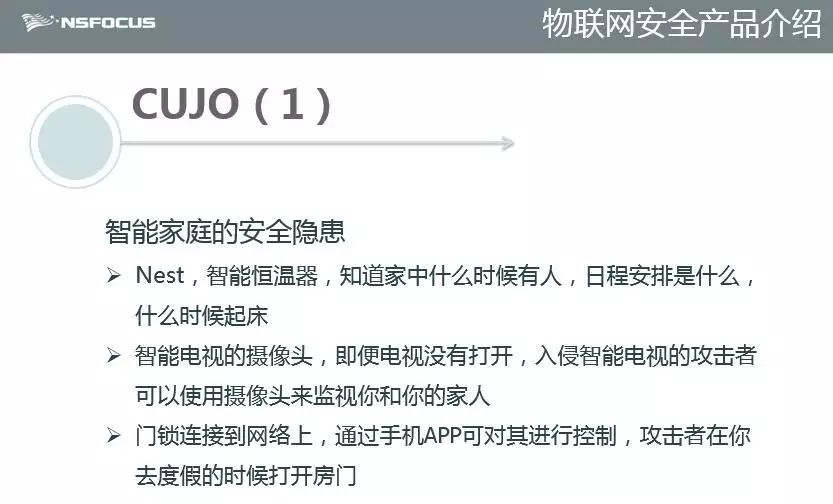 NSFOCUS
物联网安全产品介绍
CUJO（1）
智能家庭的安全隐患
➢ Nest，智能恒温器，知道家中什么时候有人，日程安排是什么，
什么时候起床
➢ 智能电视的摄像头，即便电视没有打开，入侵智能电视的攻击者
可以使用摄像头来监视你和你的家人
➢ 门锁连接到网络上，通过手机APP可对其进行控制，攻击者在你
去度假的时候打开房门